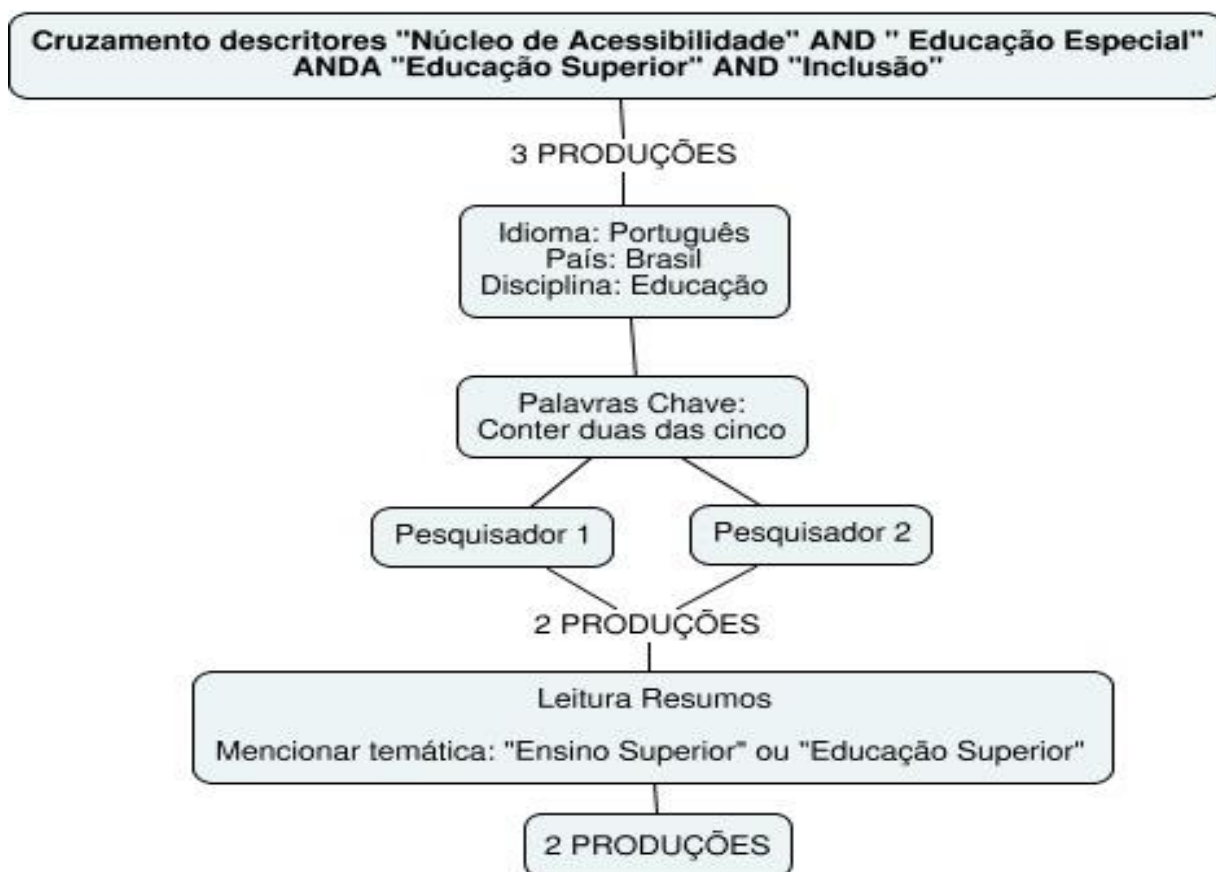 Cruzamento descritores "Núcleo de Acessibilidade" AND " Educação Especial"
ANDA "Educação Superior" AND "Inclusão"
3 PRODUÇÕES
Idioma: Português
País: Brasil
Disciplina: Educação
Palavras Chave:
Conter duas das cinco
Pesquisador 1
Pesquisador 2
2 PRODUÇÕES
Leitura Resumos
Mencionar temática: "Ensino Superior" ou "Educação Superior"
2 PRODUÇÕES